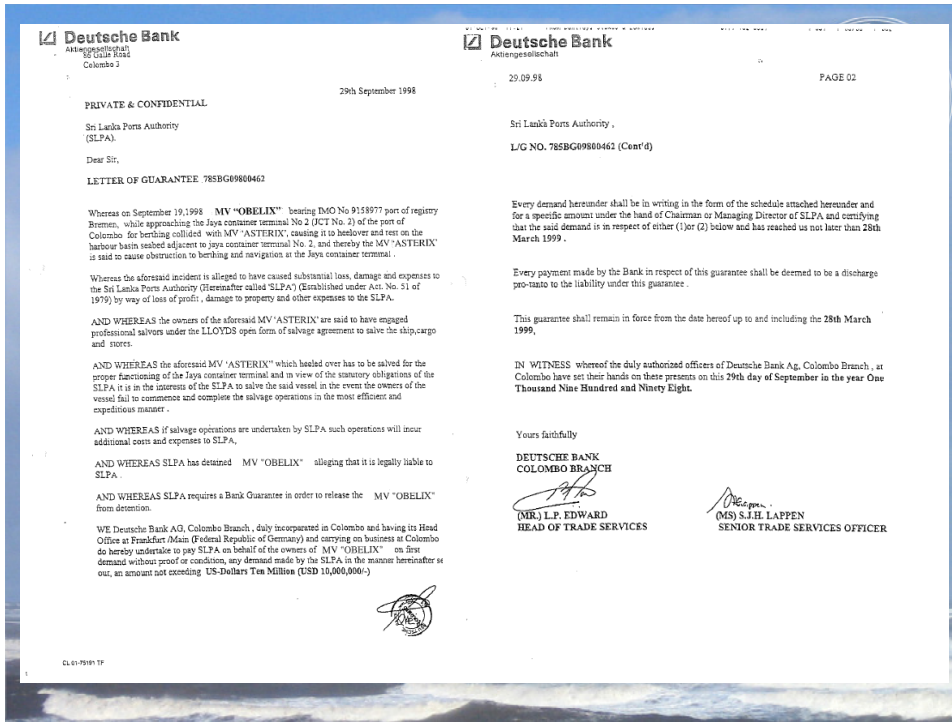 Deutsche Bank
Aktiengesellschaft
86 Galle Road
Colombo 3
29th September 1998
PRIVATE & CONFIDENTIAL
Sri Lanka Ports Authority
(SLPA).
Dear Sir,
LETTER OF GUARANTEE 785BG09800462
Whereas on September 19,1998 MV "OBELIX" bearing IMO No 9158977 port of registry
Bremen, while approaching the Jaya container terminal No 2 (JCT No. 2) of the port of
Colombo for berthing collided with MV 'ASTERIX', causing it to heelover and rest on the
harbour basin seabed adjacent to jaya container terminal No. 2, and thereby the MV "ASTERIX'
is said to cause obstruction to berthing and navigation at the Jaya container terminal .
Whereas the aforesaid incident is alleged to have caused substantial loss, damage and expenses to
the Sri Lanka Ports Authority (Hereinafter called 'SLPA') (Established under Act. No. 51 of
1979) by way of loss of profit , damage to property and other expenses to the SLPA.
AND WHEREAS the owners of the aforesaid MV 'ASTERIX' are said to have engaged
professional salvors under the LLOYDS open form of salvage agreement to salve the ship,cargo
and stores.
AND WHEREAS the aforesaid MV 'ASTERIX" which heeled over has to be salved for the
proper functioning of the Jaya container terminal and in view of the statutory obligations of the
SLPA it is in the interests of the SLPA to salve the said vessel in the event the owners of the
vessel fail to commence and complete the salvage operations in the most efficient and
expeditious manner .
AND WHEREAS if salvage operations are undertaken by SLPA such operations will incur
additional costs and expenses to SLPA,
AND WHEREAS SLPA has detained MV "OBELIX" alleging that it is legally liable to
SLPA .
AND WHEREAS SLPA requires a Bank Guarantee in order to release the MV "OBELIX"
from detention.
WE Deutsche Bank AG, Colombo Branch , duly incorporated in Colombo and having its Head
Office at Frankfurt /Main (Federal Republic of Germany) and carrying on business at Colombo
do hereby undertake to pay SLPA on behalf of the owners of MV "OBELIX" on first
demand without proof or condition, any demand made by the SLPA in the manner hereinafter se
out, an amount not exceeding US-Dollars Ten Million (USD 10,000,000/-)
CL 01-75191 TF
Deutsche Bank
Aktiengesellschaft
29.09.98 PAGE 02
Sri Lanka Ports Authority ,
L/G NO. 785BG09800462 (Cont'd)
Every demand hereunder shall be in writing in the form of the schedule attached hereunder and
for a specific amount under the hand of Chairman or Managing Director of SLPA and certifying
that the said demand is in respect of either (1)or (2) below and has reached us not later than 28th
March 1999 .
Every payment made by the Bank in respect of this guarantee shall be deemed to be a discharge
pro-tanto to the liability under this guarantee .
This guarantee shall remain in force from the date hereof up to and including the 28th March
1999,
IN WITNESS whereof the duly authorized officers of Deutsche Bank Ag, Colombo Branch , at
Colombo have set their hands on these presents on this 29th day of September in the year One
Thousand Nine Hundred and Ninety Eight.
Yours faithfully
DEUTSCHE BANK
COLOMBO BRANCH
(MR.) L.P. EDWARD
HEAD OF TRADE SERVICES
(MS) S.J.H. LAPPEN
SENIOR TRADE SERVICES OFFICER